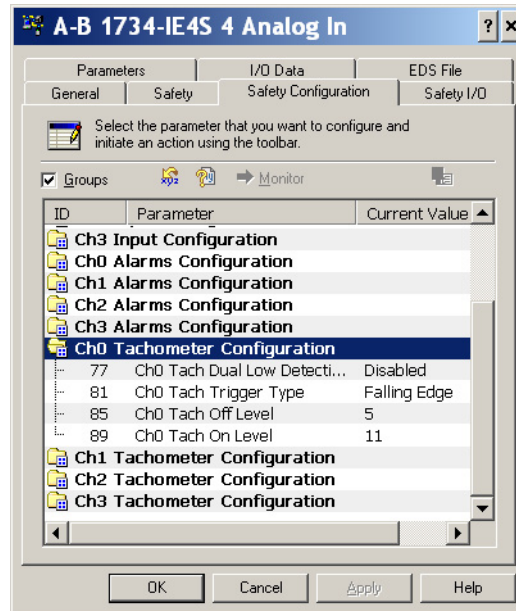 A-B 1734-IE4S 4 Analog In
Parameters I/O Data EDS File
General Safety Safety Configuration Safety I/O
Select the parameter that you want to configure and
initiate an action using the toolbar.
Groups Monitor
ID Parameter Current Value
Ch3 Input Configuration
Ch0 Alarms Configuration
Ch1 Alarms Configuration
Ch2 Alarms Configuration
Ch3 Alarms Configuration
Ch0 Tachometer Configuration
77 Ch0 Tach Dual Low Detecti... Disabled
81 Ch0 Tach Trigger Type Falling Edge
85 Ch0 Tach Off Level 5
89 Ch0 Tach On Level 11
Ch1 Tachometer Configuration
Ch2 Tachometer Configuration
Ch3 Tachometer Configuration
OK Cancel Apply Help